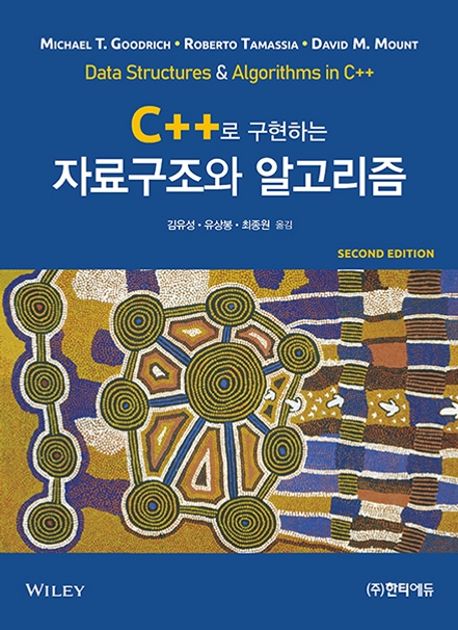 MICHAEL T. GOODRICH • ROBERTO TAMASSIA • DAVID M. MOUNT
Data Structures & Algorithms in C++
C++로 구현하는
자료구조와 알고리즘
김유성 • 유상봉 • 최종원 옮김
SECOND EDITION
WILEY
(주)한티에듀